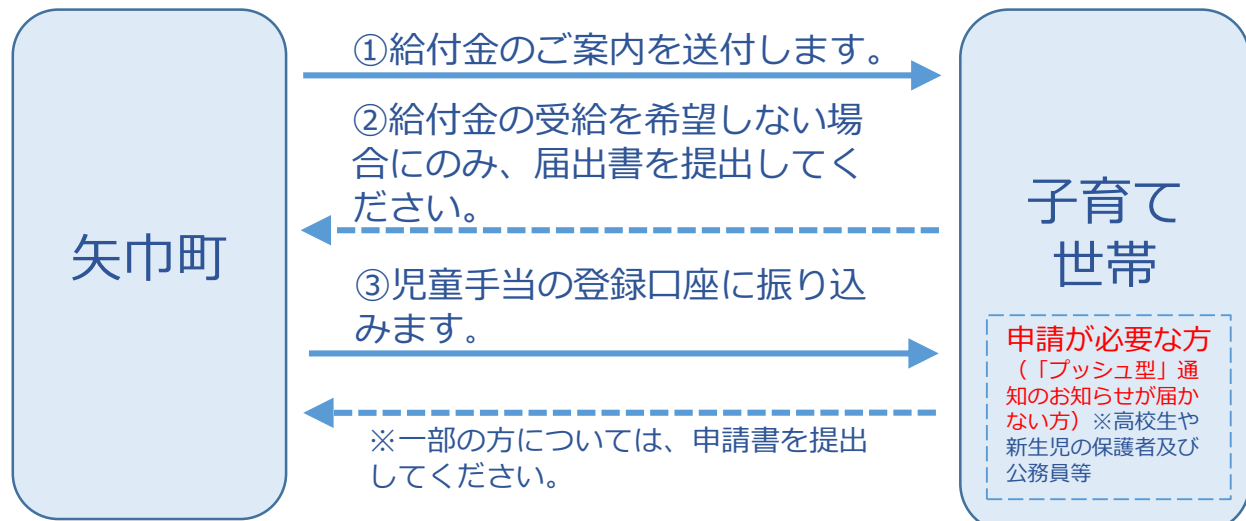 矢巾町
①給付金のご案内を送付します。
②給付金の受給を希望しない場
合にのみ、届出書を提出してく
ださい。
③児童手当の登録口座に振り込
みます。
※一部の方については、申請書を提出
してください。
子育て
世帯
申請が必要な方
（「プッシュ型」通
知のお知らせが届か
ない方）※高校生や
新生児の保護者及び
公務員等